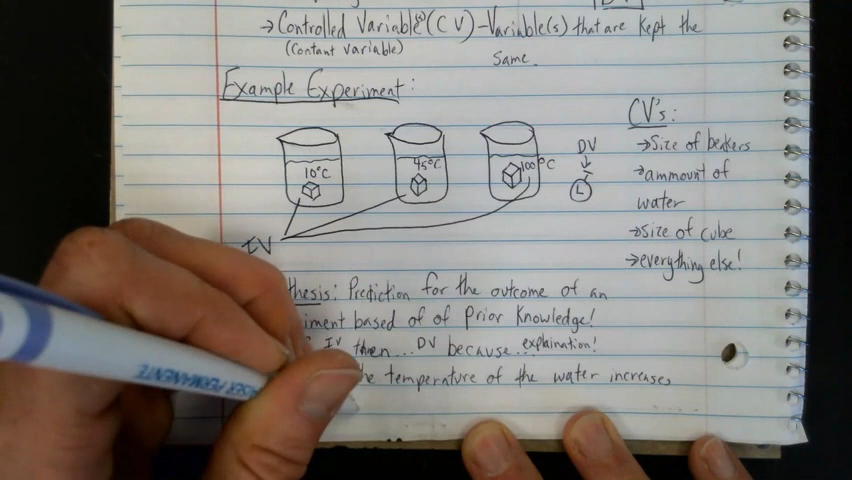 →Controlled Variable(s) (CV)-Variable(s) that are kept the
(Contant Variable) same.
Example Experiment:
10°C
45°C
100°C
DV
L
IV
CV's:
→Size of beakers
→ammount of
water
→Size of cube
→everything else!
thesis: Prediction for the outcome of an
iment based of of Prior Knowledge!
IV then... DV because...explaination!
the temperature of the water increases